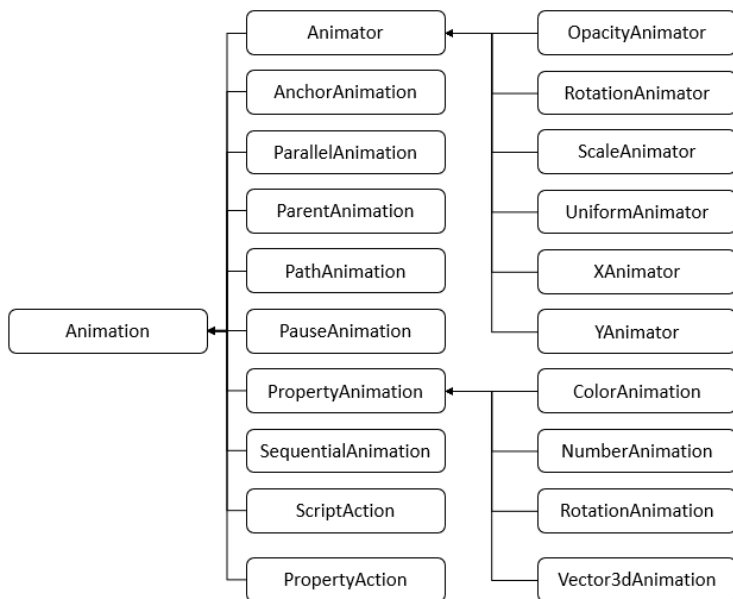 Animator
OpacityAnimator
AnchorAnimation
RotationAnimator
ParallelAnimation
ScaleAnimator
ParentAnimation
UniformAnimator
PathAnimation
XAnimator
Animation
PauseAnimation
YAnimator
PropertyAnimation
ColorAnimation
SequentialAnimation
NumberAnimation
ScriptAction
RotationAnimation
PropertyAction
Vector3dAnimation